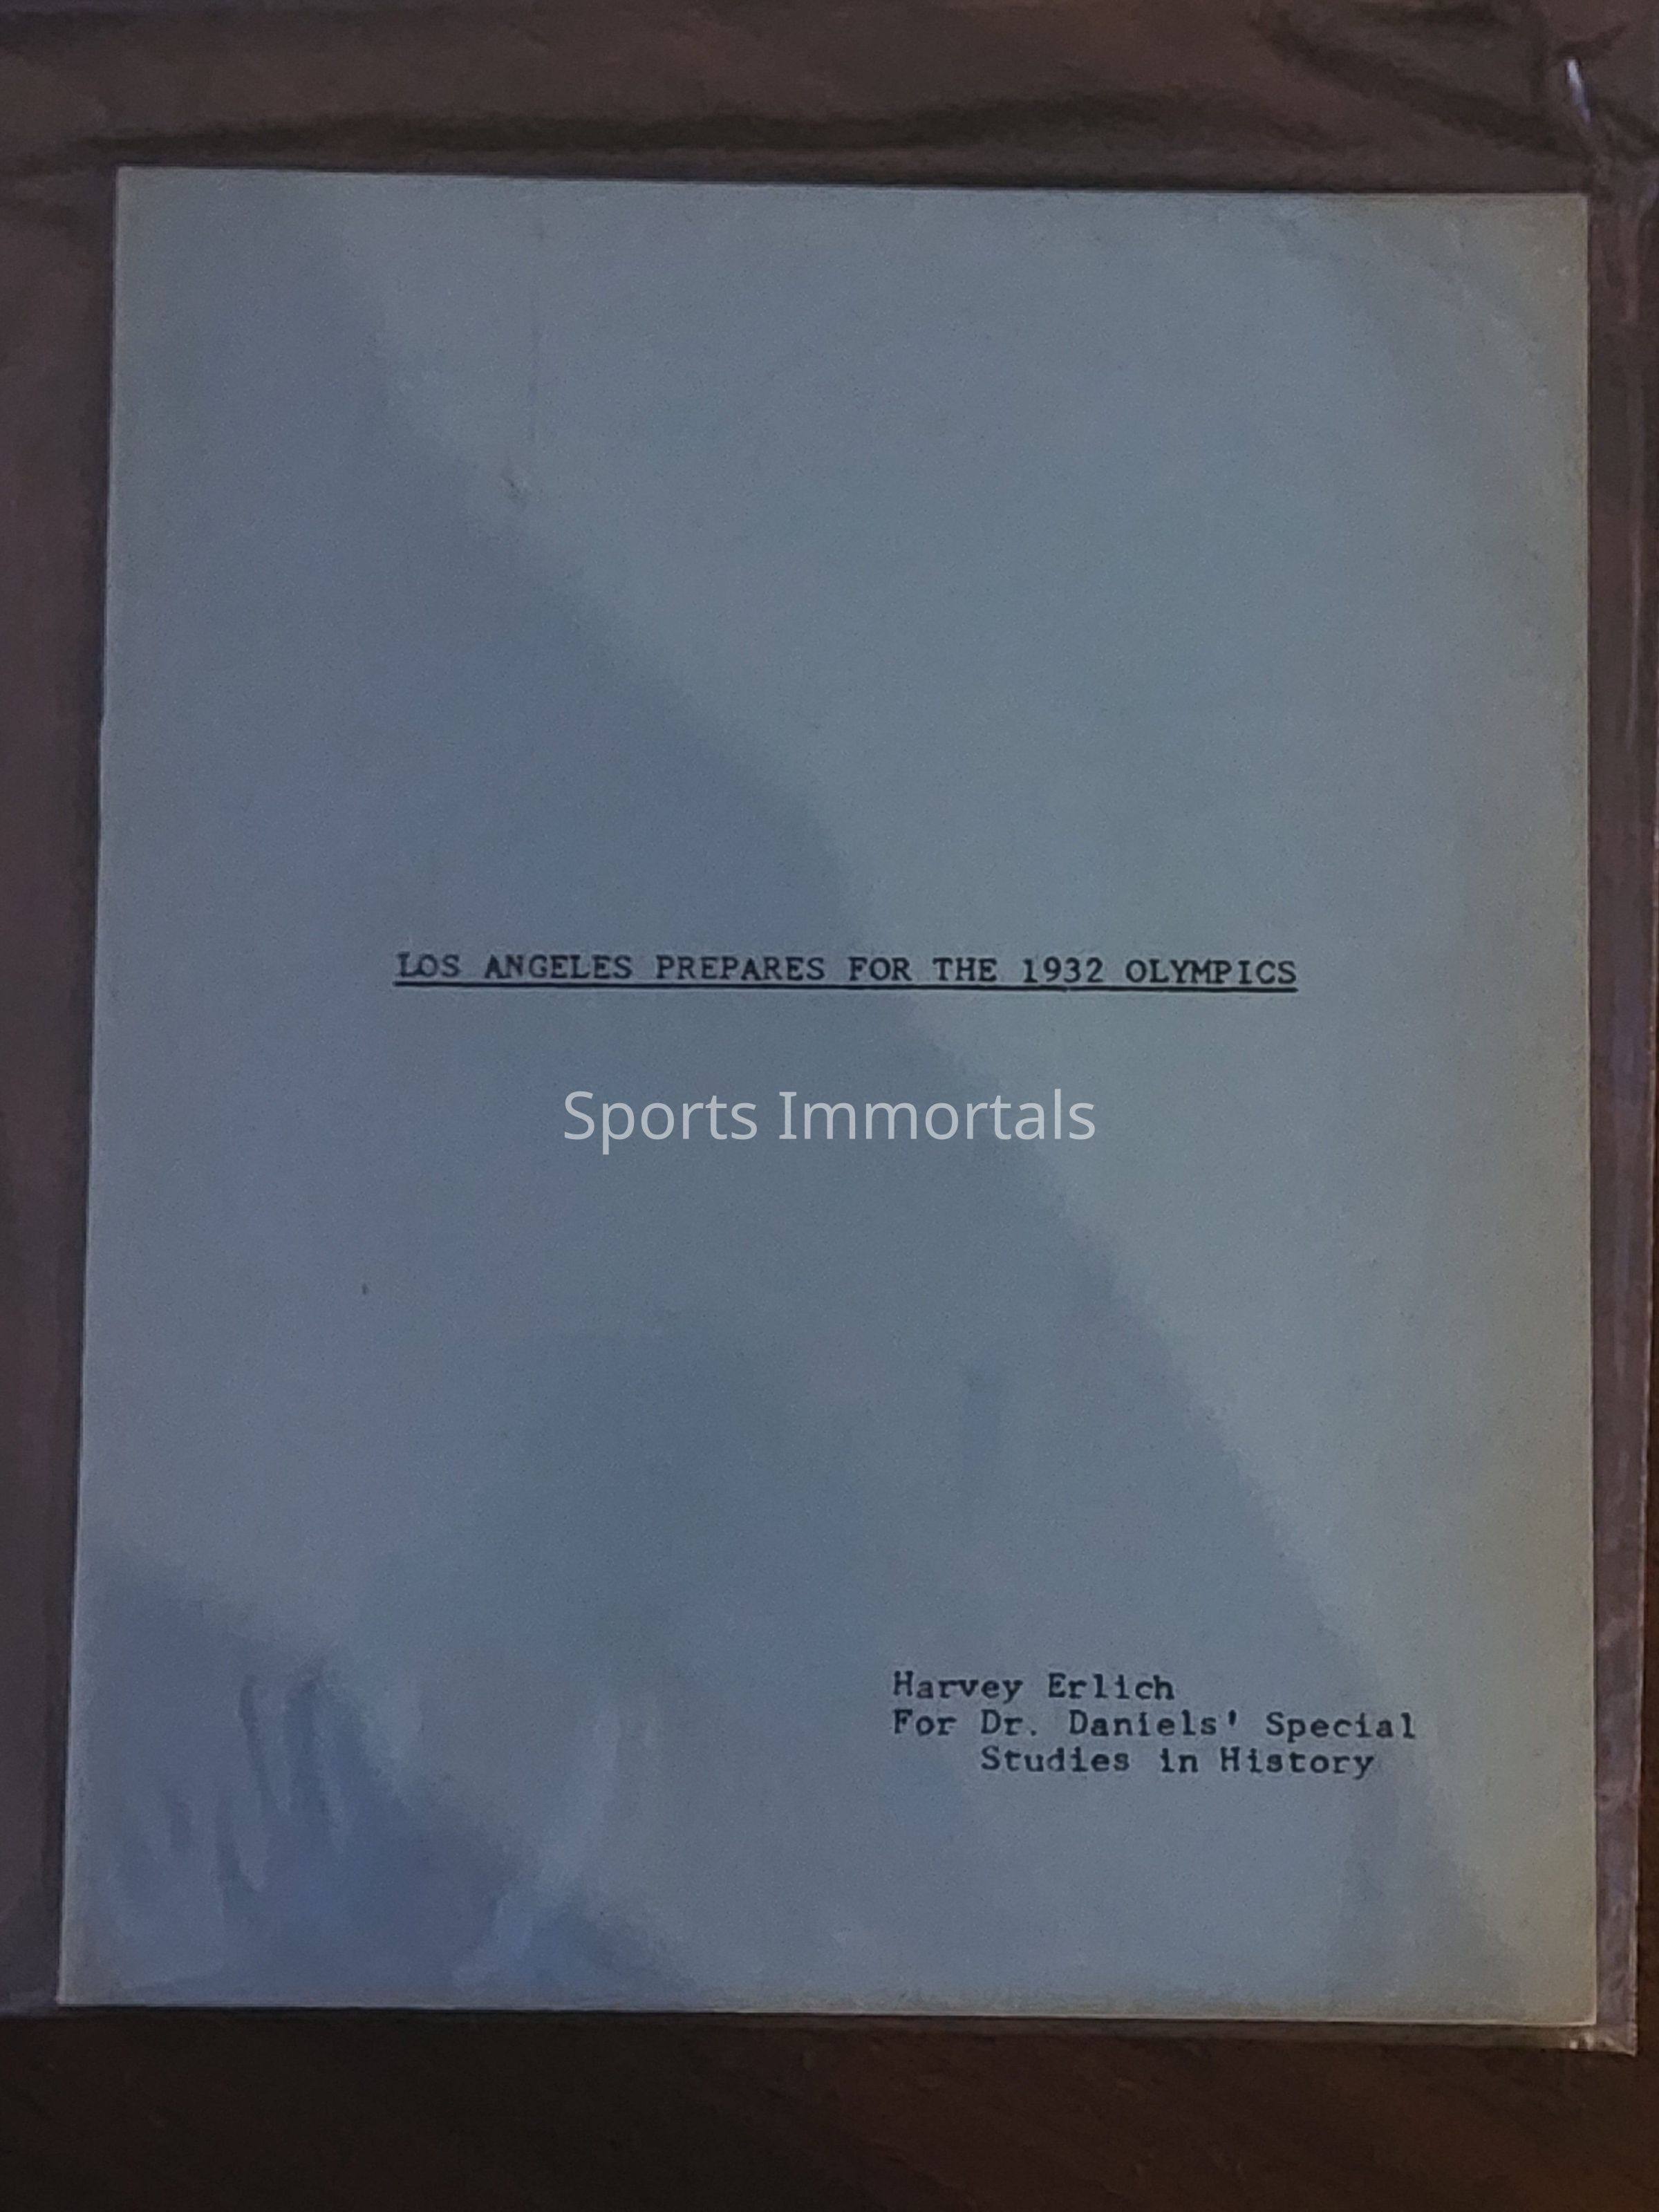 LOS ANGELES PREPARES FOR THE 1932 OLYMPICS
Sports Immortals
Harvey Erlich
For Dr. Daniels' Special
Studies in History